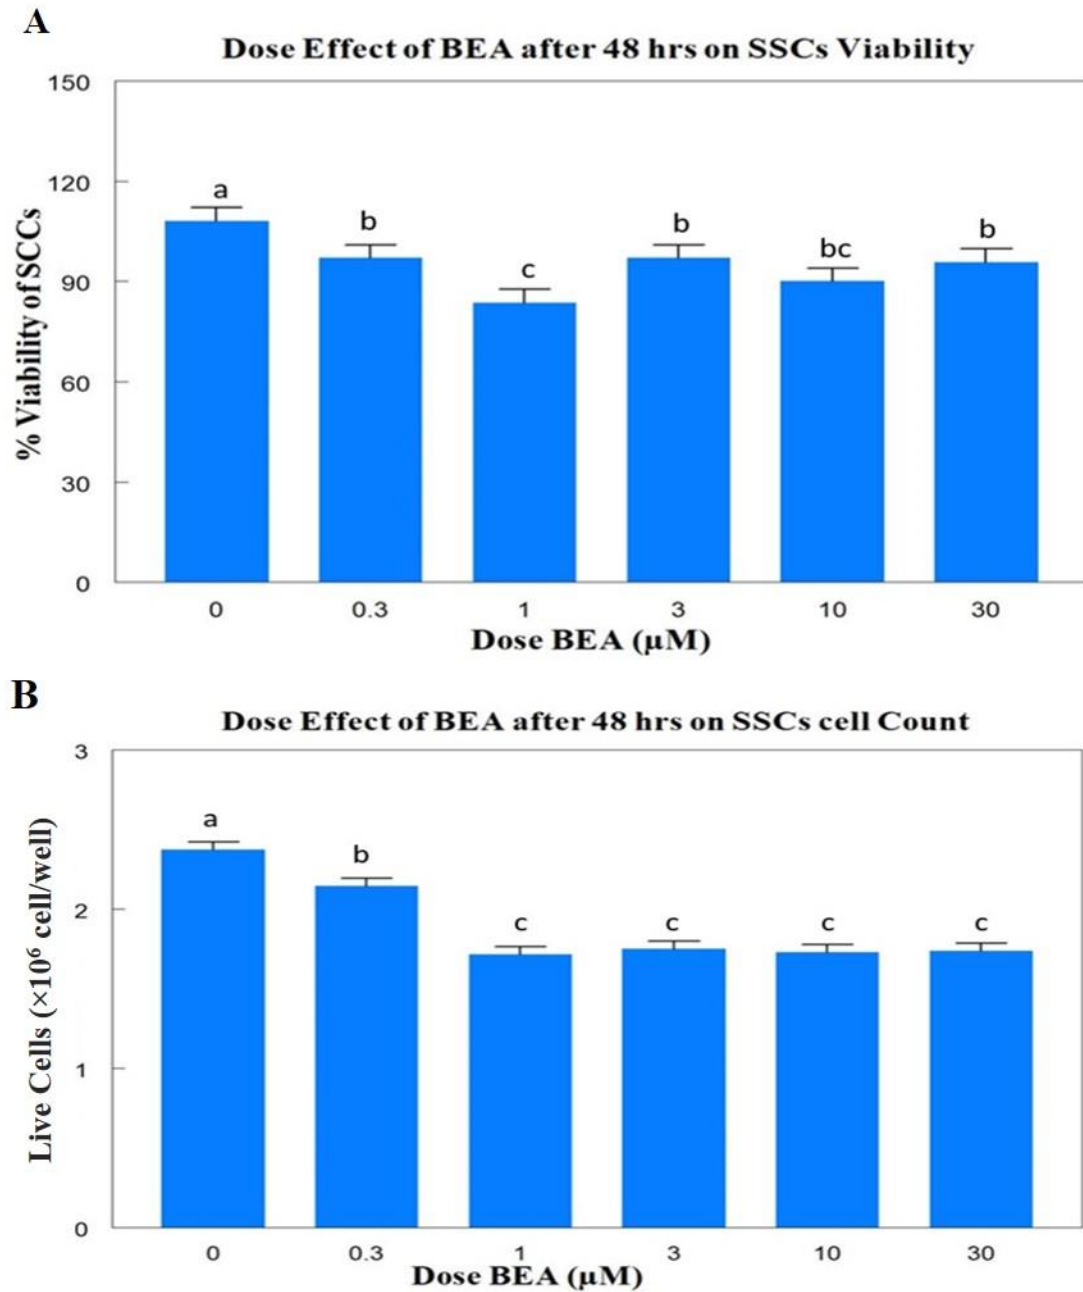 A
Dose Effect of BEA after 48 hrs on SSCs Viability
% Viability of SCCs
150
120
90
60
30
0
a
b
c
b
bc
b
0 0.3 1 3 10 30
Dose BEA (μM)
B
Dose Effect of BEA after 48 hrs on SSCs cell Count
Live Cells (×10⁶ cell/well)
3
2
1
0
a
b
c c c c
0 0.3 1 3 10 30
Dose BEA (μM)